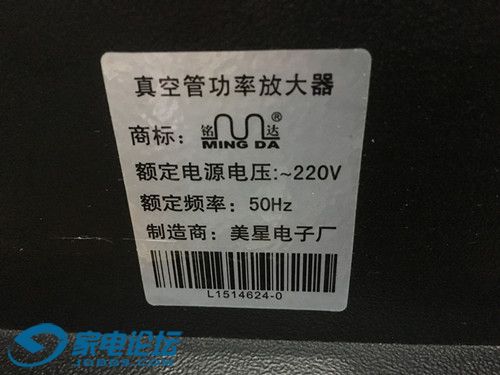 真空管功率放大器
商标：铭达®
MING DA
额定电源电压:~220V
额定频率：50Hz
制造商：美星电子厂
L1514624-0
家电论坛